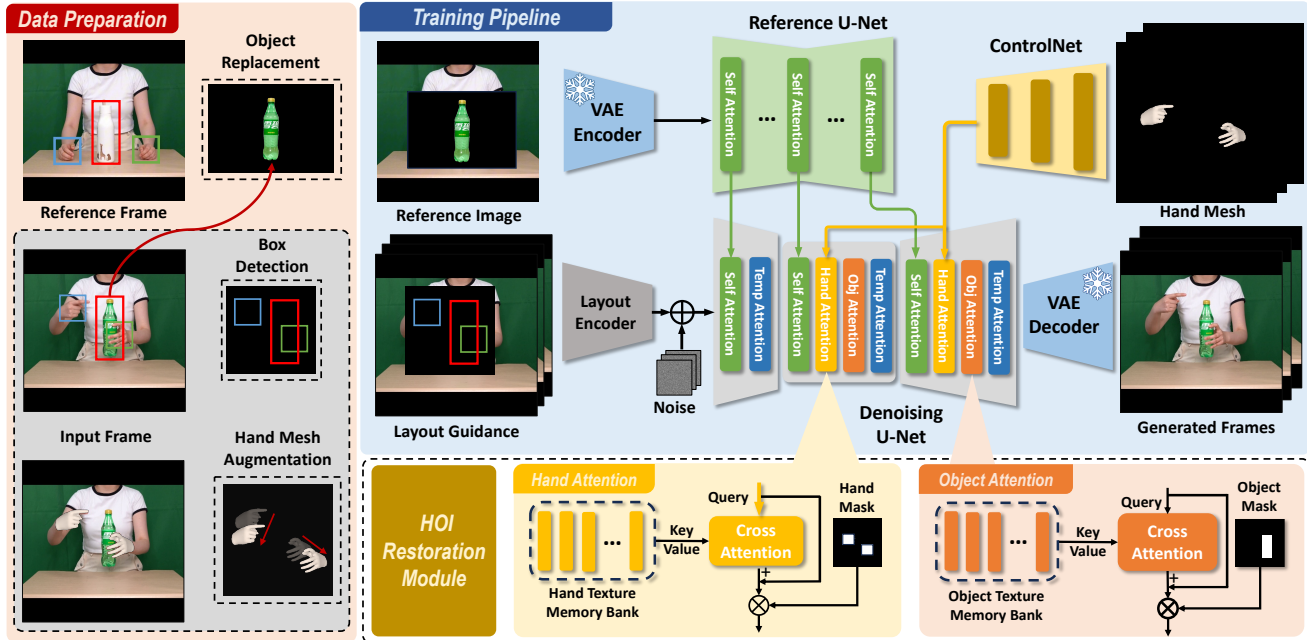 Data Preparation
Object
Replacement
Reference Frame
Box
Detection
Input Frame
Hand Mesh
Augmentation
Training Pipeline
Reference U-Net
ControlNet
VAE
Encoder
Self Attention
...
Self Attention
...
Self Attention
Reference Image
Hand Mesh
Layout
Encoder
Noise
Self Attention
Temp Attention
Self Attention
Hand Attention
Obj Attention
Temp Attention
Self Attention
Hand Attention
Obj Attention
Temp Attention
VAE
Decoder
Layout Guidance
Denoising
U-Net
Generated Frames
HOI
Restoration
Module
Hand Attention
Query
Hand
Mask
Key
Value
Cross
Attention
...
+
Hand Texture
Memory Bank
Object Attention
Query
Object
Mask
Key
Value
Cross
Attention
...
+
Object Texture
Memory Bank